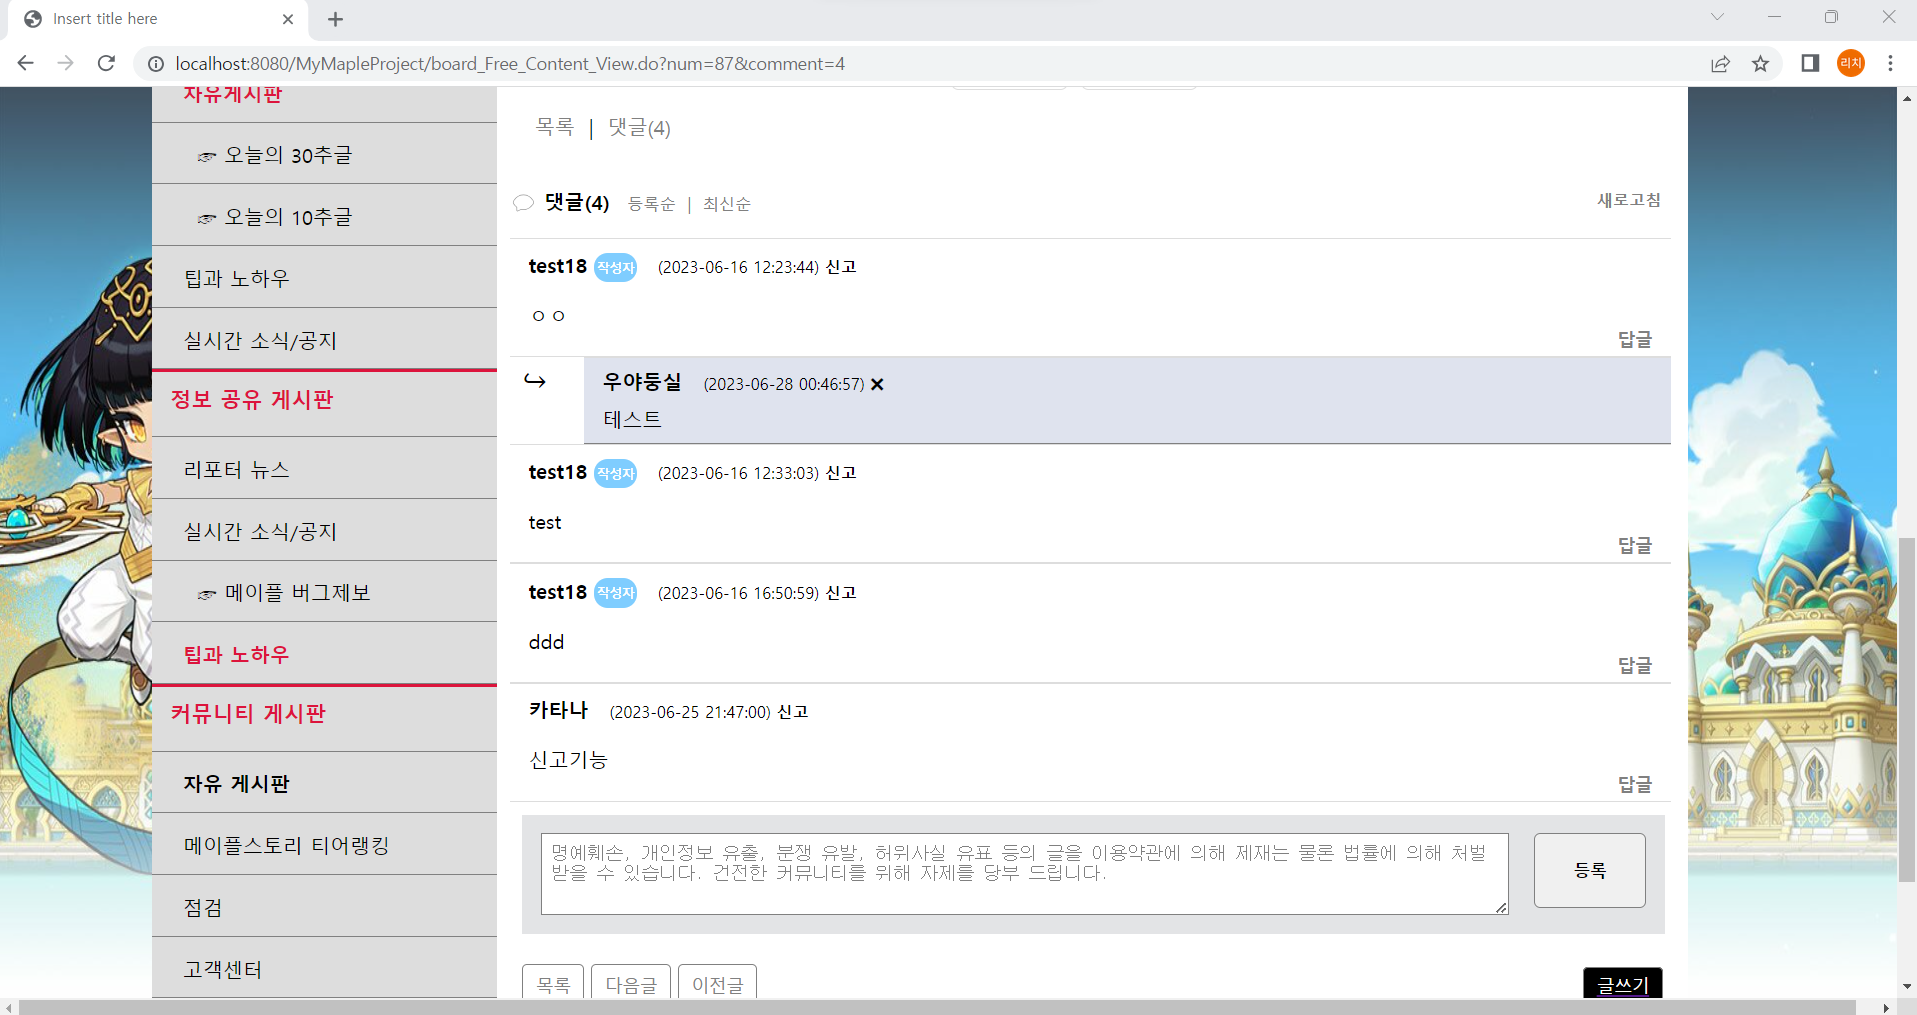 Insert title here
localhost:8080/MyMapleProject/board_Free_Content_View.do?num=87&comment=4
리치
자유게시판
☞ 오늘의 30추글
☞ 오늘의 10추글
팁과 노하우
실시간 소식/공지
정보 공유 게시판
리포터 뉴스
실시간 소식/공지
☞ 메이플 버그제보
팁과 노하우
커뮤니티 게시판
자유 게시판
메이플스토리 티어랭킹
점검
고객센터
목록 | 댓글(4)
댓글(4) 등록순 | 최신순 새로고침
test18 작성자 (2023-06-16 12:23:44) 신고
ㅇㅇ
답글
↪ 우야둥실 (2023-06-28 00:46:57) ✕
테스트
test18 작성자 (2023-06-16 12:33:03) 신고
test
답글
test18 작성자 (2023-06-16 16:50:59) 신고
ddd
답글
카타나 (2023-06-25 21:47:00) 신고
신고기능
답글
명예훼손, 개인정보 유출, 분쟁 유발, 허위사실 유표 등의 글을 이용약관에 의해 제재는 물론 법률에 의해 처벌
받을 수 있습니다. 건전한 커뮤니티를 위해 자제를 당부 드립니다.
등록
목록 다음글 이전글 글쓰기